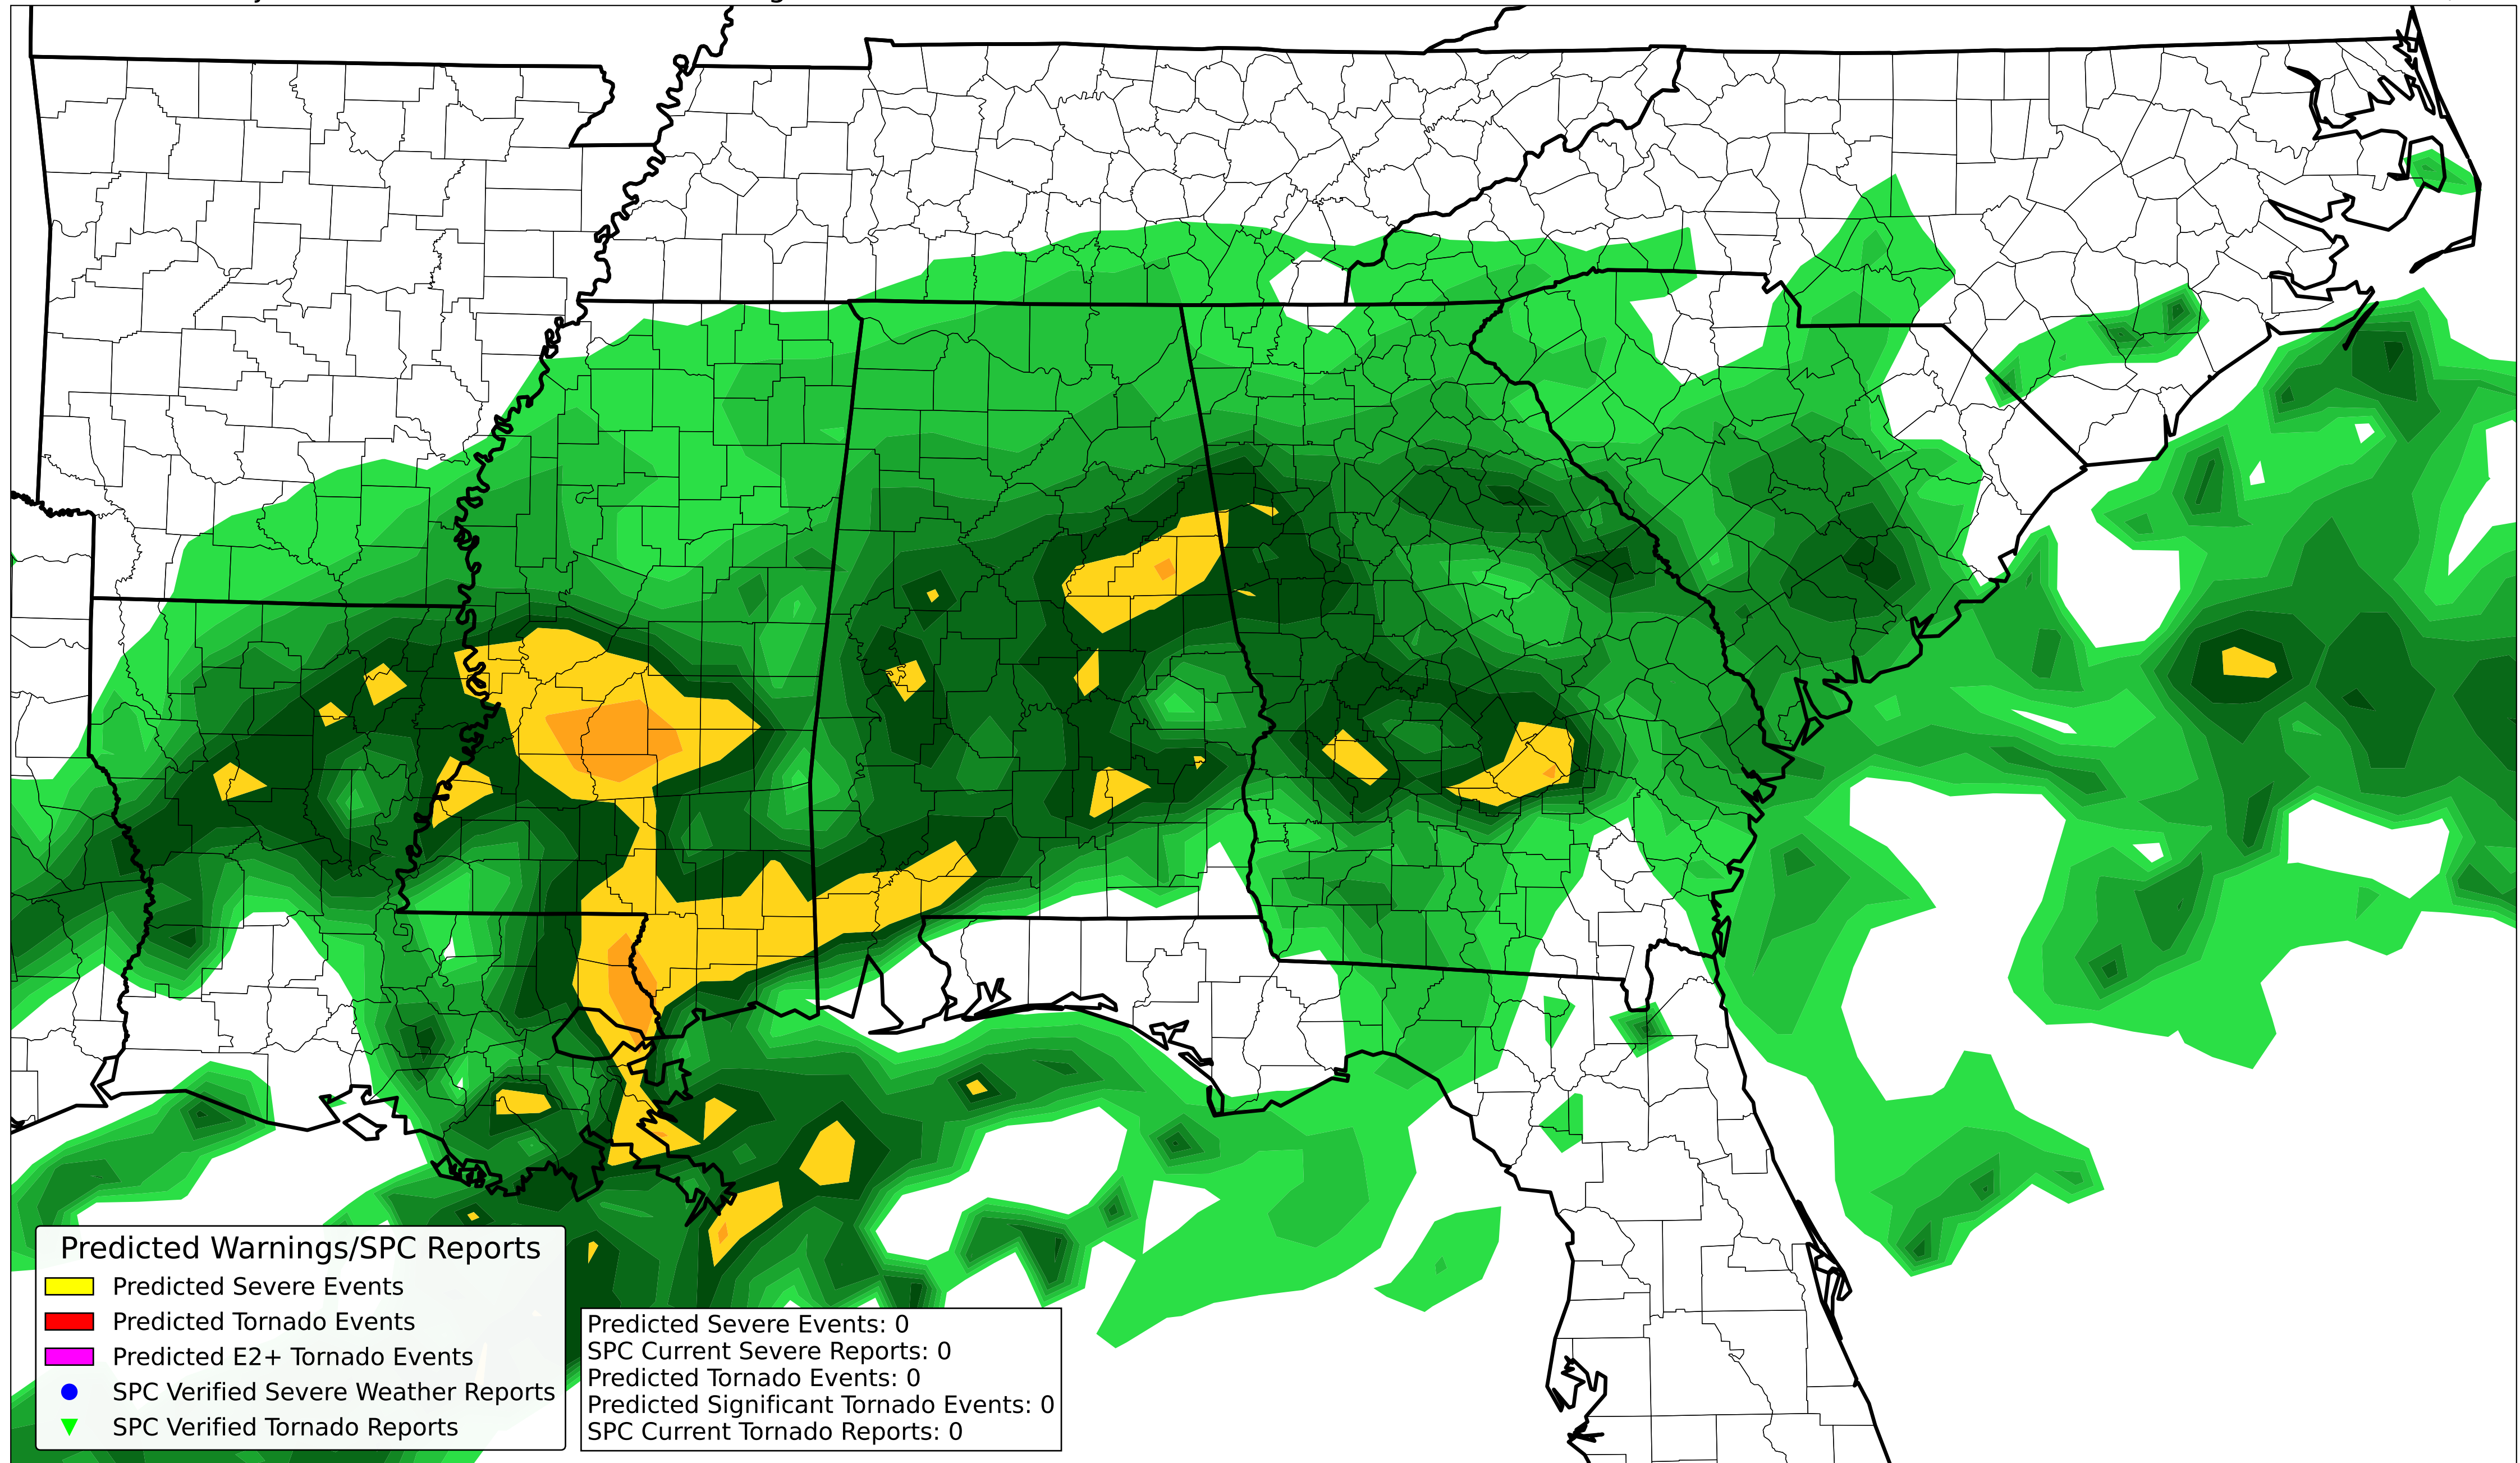 Predicted Warnings/SPC Reports
Predicted Severe Events
Predicted Tornado Events
Predicted E2+ Tornado Events
SPC Verified Severe Weather Reports
SPC Verified Tornado Reports
Predicted Severe Events: 0
SPC Current Severe Reports: 0
Predicted Tornado Events: 0
Predicted Significant Tornado Events: 0
SPC Current Tornado Reports: 0